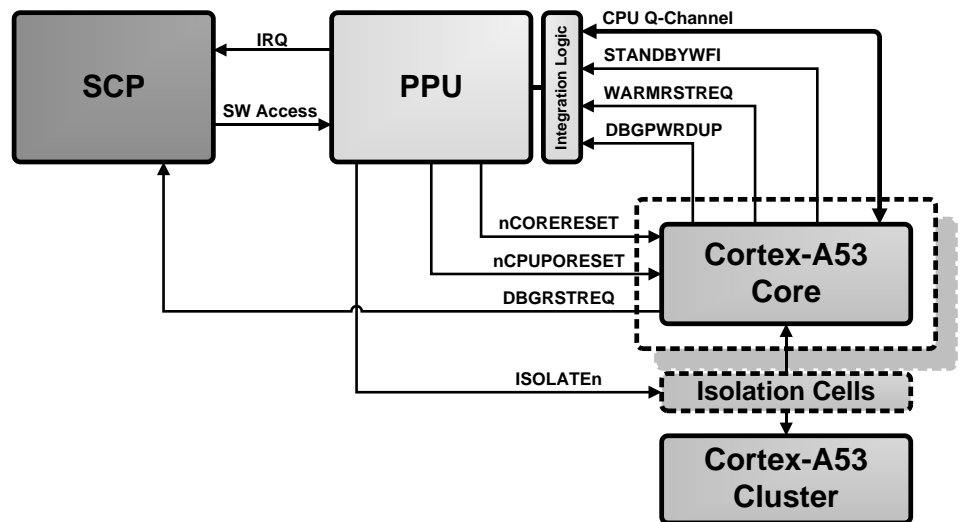 CPU Q-Channel
IRQ
STANDBYWFI
SCP
PPU
Integration Logic
WARMRSTREQ
SW Access
DBGPWRDUP
nCORERESET
Cortex-A53
Core
nCPUPORESET
DBGRSTREQ
ISOLATEn
Isolation Cells
Cortex-A53
Cluster